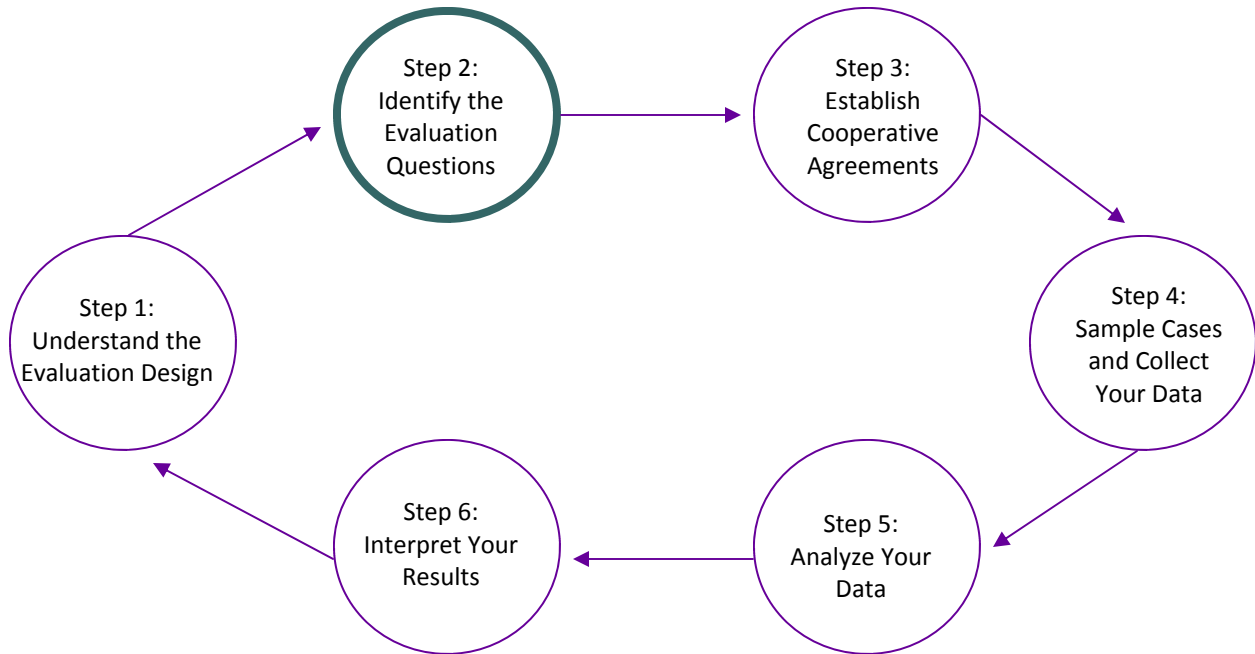 Step 2:
Identify the
Evaluation
Questions
Step 3:
Establish
Cooperative
Agreements
Step 1:
Understand the
Evaluation Design
Step 4:
Sample Cases
and Collect
Your Data
Step 6:
Interpret Your
Results
Step 5:
Analyze Your
Data